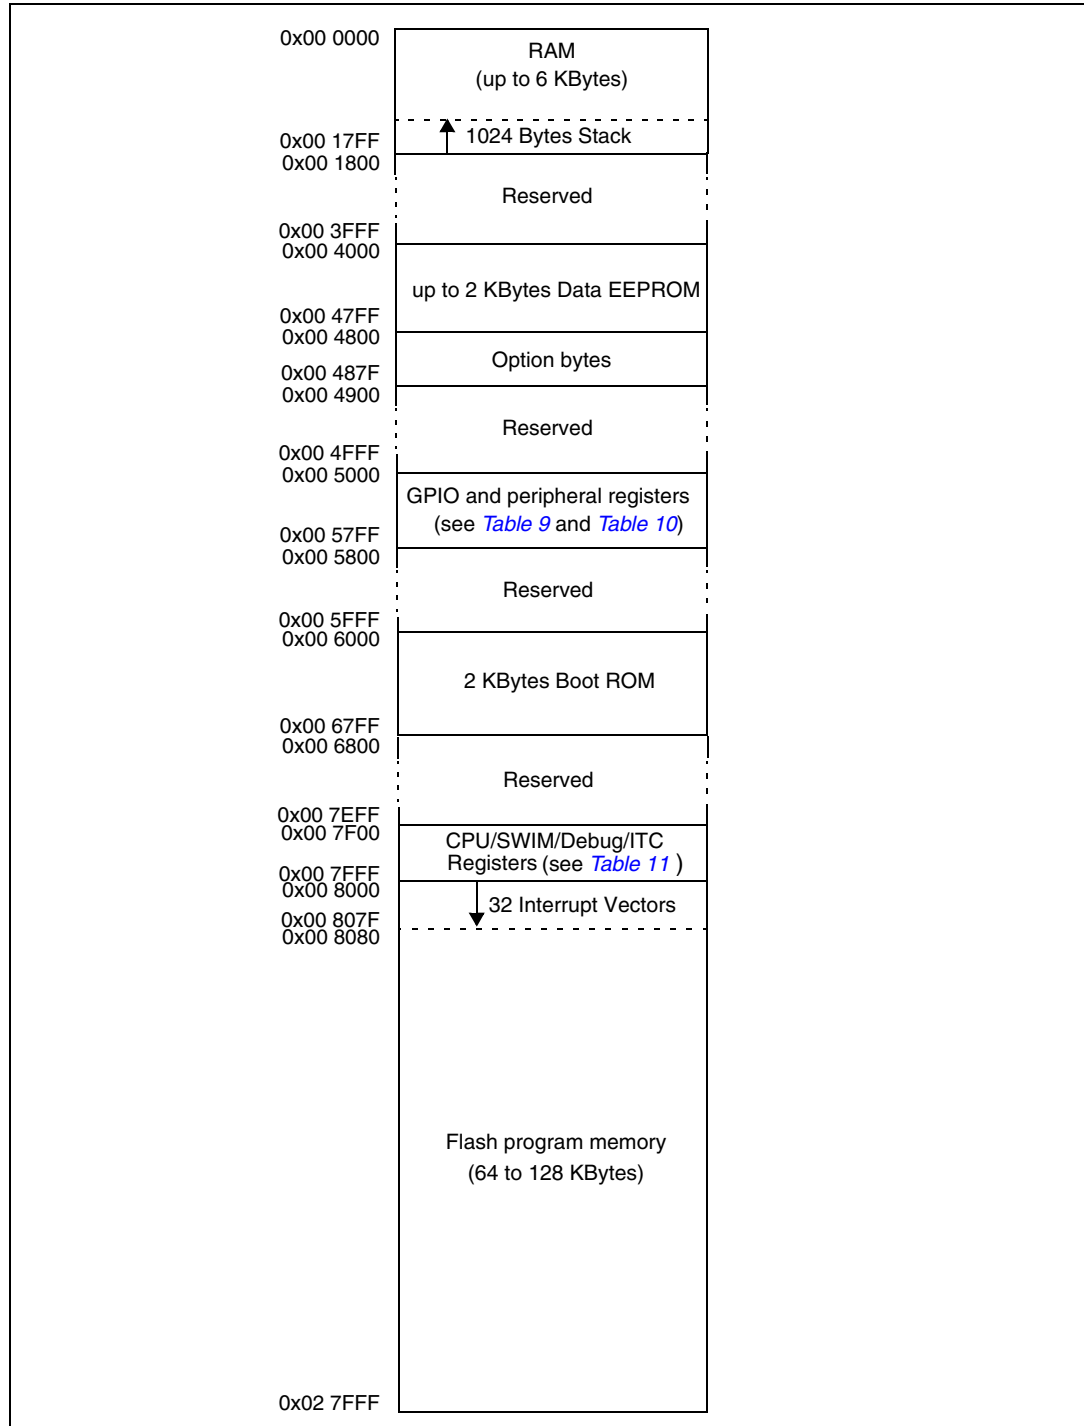 0x00 0000
RAM
(up to 6 KBytes)
1024 Bytes Stack
0x00 17FF
0x00 1800
Reserved
0x00 3FFF
0x00 4000
up to 2 KBytes Data EEPROM
0x00 47FF
0x00 4800
Option bytes
0x00 487F
0x00 4900
Reserved
0x00 4FFF
0x00 5000
GPIO and peripheral registers
(see Table 9 and Table 10)
0x00 57FF
0x00 5800
Reserved
0x00 5FFF
0x00 6000
2 KBytes Boot ROM
0x00 67FF
0x00 6800
Reserved
0x00 7EFF
0x00 7F00
CPU/SWIM/Debug/ITC
Registers (see Table 11 )
0x00 7FFF
0x00 8000
32 Interrupt Vectors
0x00 807F
0x00 8080
Flash program memory
(64 to 128 KBytes)
0x02 7FFF